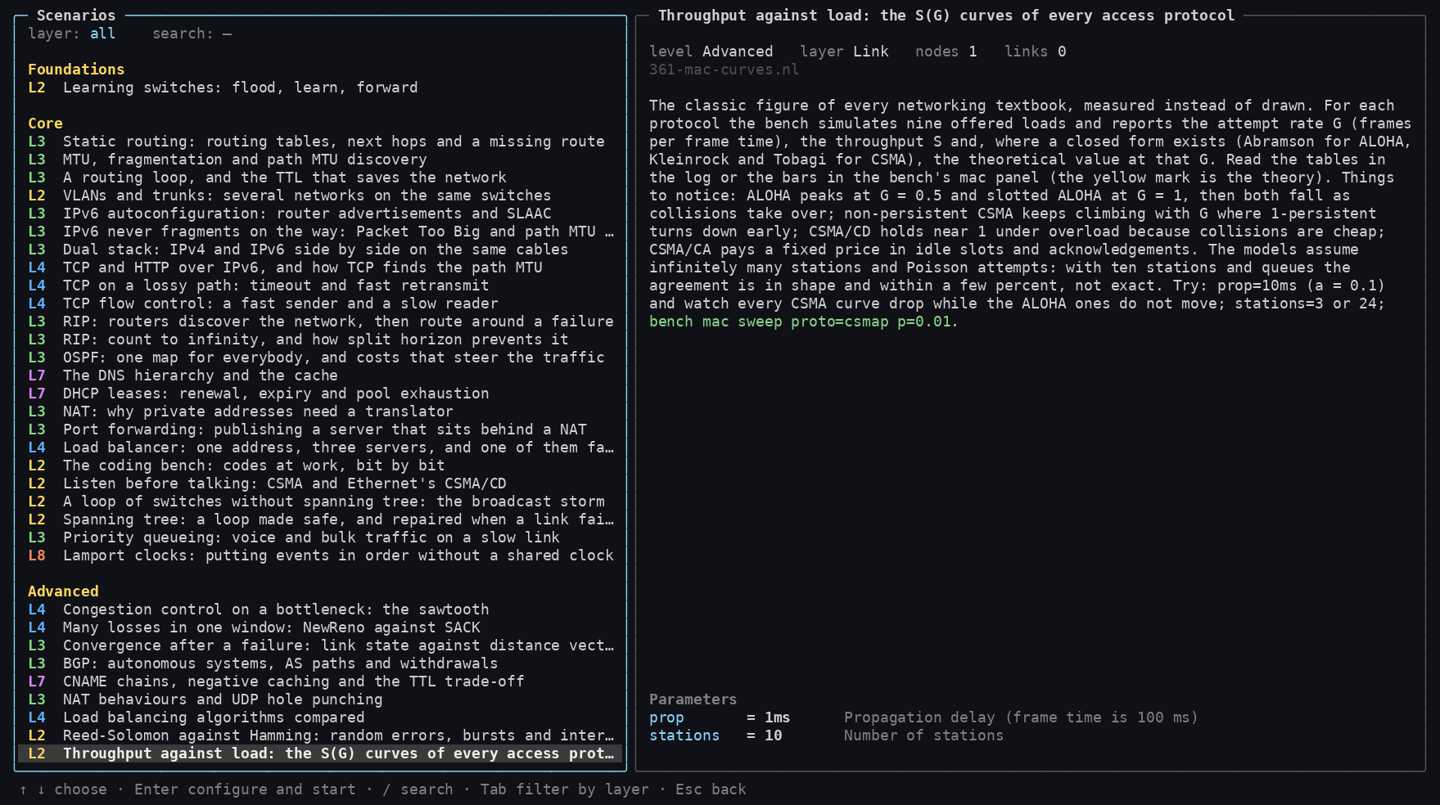 Scenarios
layer: all    search: —
Foundations
L2  Learning switches: flood, learn, forward
Core
L3  Static routing: routing tables, next hops and a missing route
L3  MTU, fragmentation and path MTU discovery
L3  A routing loop, and the TTL that saves the network
L2  VLANs and trunks: several networks on the same switches
L3  IPv6 autoconfiguration: router advertisements and SLAAC
L3  IPv6 never fragments on the way: Packet Too Big and path MTU …
L3  Dual stack: IPv4 and IPv6 side by side on the same cables
L4  TCP and HTTP over IPv6, and how TCP finds the path MTU
L4  TCP on a lossy path: timeout and fast retransmit
L4  TCP flow control: a fast sender and a slow reader
L3  RIP: routers discover the network, then route around a failure
L3  RIP: count to infinity, and how split horizon prevents it
L3  OSPF: one map for everybody, and costs that steer the traffic
L7  The DNS hierarchy and the cache
L7  DHCP leases: renewal, expiry and pool exhaustion
L3  NAT: why private addresses need a translator
L3  Port forwarding: publishing a server that sits behind a NAT
L4  Load balancer: one address, three servers, and one of them fa…
L2  The coding bench: codes at work, bit by bit
L2  Listen before talking: CSMA and Ethernet's CSMA/CD
L2  A loop of switches without spanning tree: the broadcast storm
L2  Spanning tree: a loop made safe, and repaired when a link fai…
L3  Priority queueing: voice and bulk traffic on a slow link
L8  Lamport clocks: putting events in order without a shared clock
Advanced
L4  Congestion control on a bottleneck: the sawtooth
L4  Many losses in one window: NewReno against SACK
L3  Convergence after a failure: link state against distance vect…
L3  BGP: autonomous systems, AS paths and withdrawals
L7  CNAME chains, negative caching and the TTL trade-off
L3  NAT behaviours and UDP hole punching
L4  Load balancing algorithms compared
L2  Reed-Solomon against Hamming: random errors, bursts and inter…
L2  Throughput against load: the S(G) curves of every access prot…
Throughput against load: the S(G) curves of every access protocol
level Advanced   layer Link   nodes 1   links 0
361-mac-curves.nl
The classic figure of every networking textbook, measured instead of drawn. For each
protocol the bench simulates nine offered loads and reports the attempt rate G (frames
per frame time), the throughput S and, where a closed form exists (Abramson for ALOHA,
Kleinrock and Tobagi for CSMA), the theoretical value at that G. Read the tables in
the log or the bars in the bench's mac panel (the yellow mark is the theory). Things
to notice: ALOHA peaks at G = 0.5 and slotted ALOHA at G = 1, then both fall as
collisions take over; non-persistent CSMA keeps climbing with G where 1-persistent
turns down early; CSMA/CD holds near 1 under overload because collisions are cheap;
CSMA/CA pays a fixed price in idle slots and acknowledgements. The models assume
infinitely many stations and Poisson attempts: with ten stations and queues the
agreement is in shape and within a few percent, not exact. Try: prop=10ms (a = 0.1)
and watch every CSMA curve drop while the ALOHA ones do not move; stations=3 or 24;
bench mac sweep proto=csmap p=0.01.
Parameters
prop       = 1ms      Propagation delay (frame time is 100 ms)
stations   = 10       Number of stations
↑ ↓ choose · Enter configure and start · / search · Tab filter by layer · Esc back